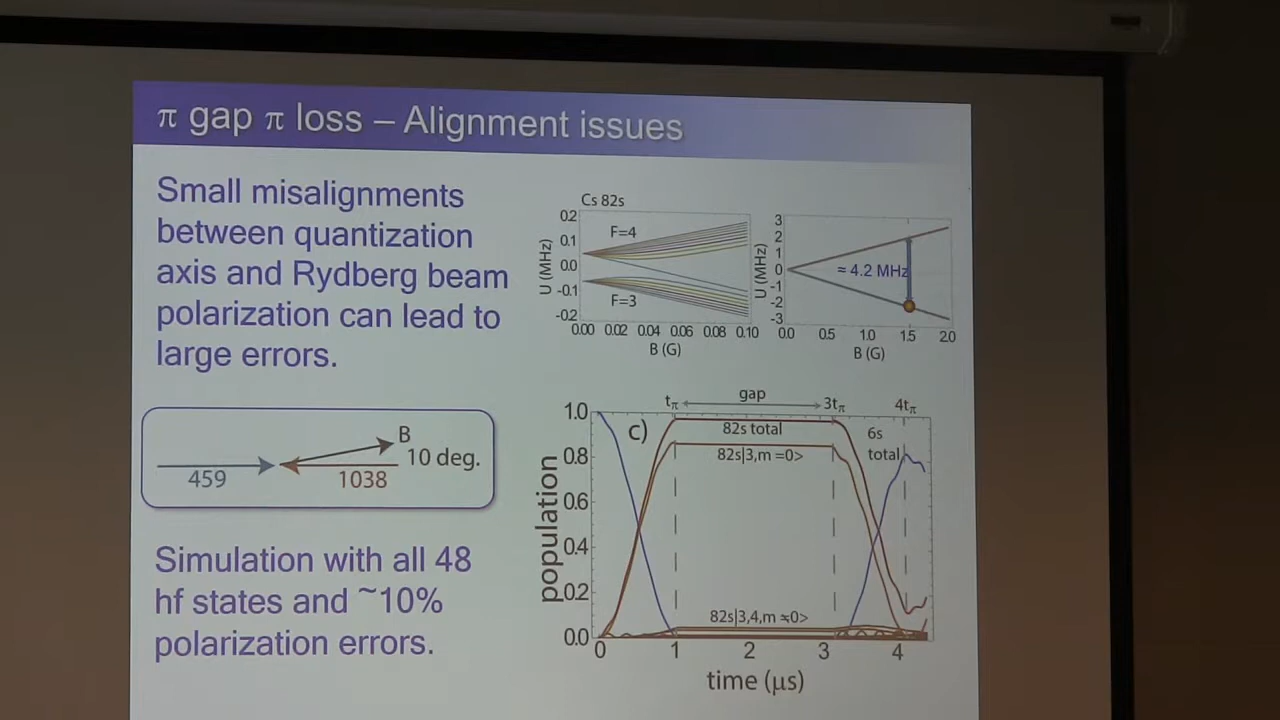 π gap π loss – Alignment issues
Small misalignments
between quantization
axis and Rydberg beam
polarization can lead to
large errors.
459
1038
B
10 deg.
Simulation with all 48
hf states and ~10%
polarization errors.
Cs 82s
0.2
0.1
0.0
-0.1
-0.2
U (MHz)
F=4
F=3
0.00 0.02 0.04 0.06 0.08 0.10
B (G)
3
2
1
0
-1
-2
-3
U (MHz)
≈ 4.2 MHz
0.0 0.5 1.0 1.5 2.0
B (G)
tπ gap 3tπ 4tπ
c)
82s total
82s|3,m =0>
6s
total
82s|3,4,m ≈0>
1.0
0.8
0.6
0.4
0.2
0.0
population
0 1 2 3 4
time (μs)